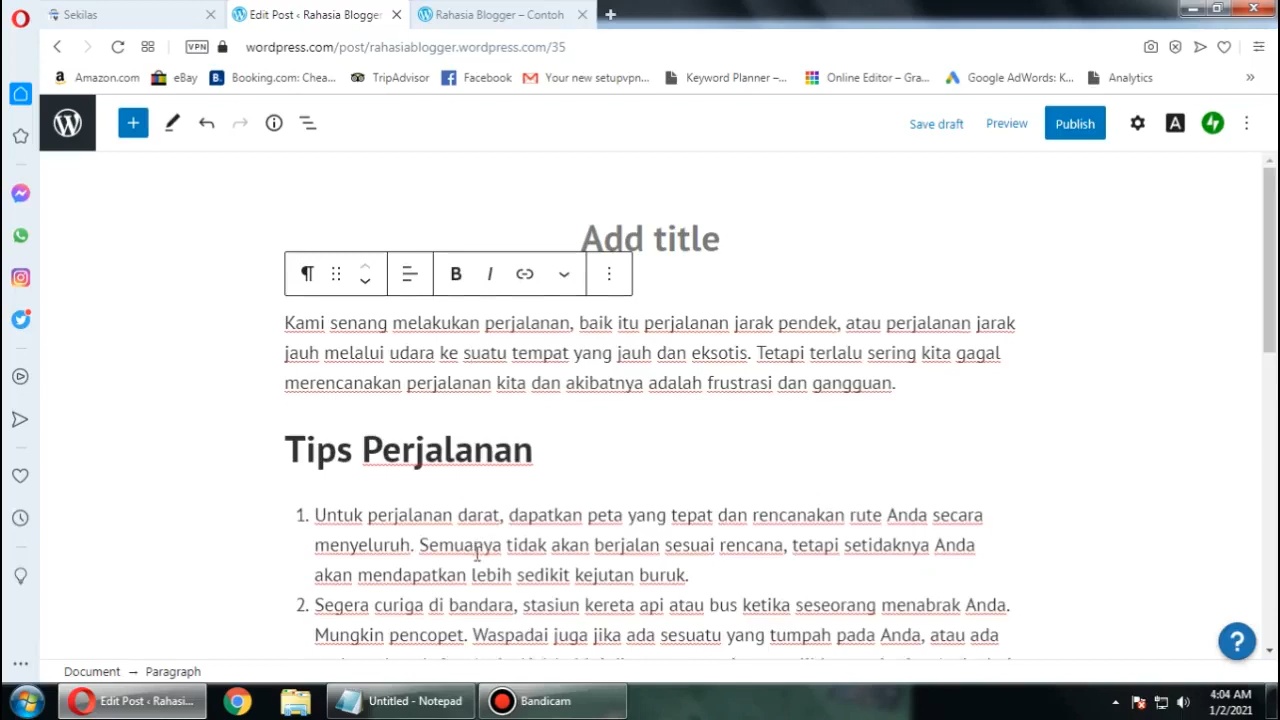 Sekilas
Edit Post ‹ Rahasia Blogger
Rahasia Blogger – Contoh
VPN
wordpress.com/post/rahasiablogger.wordpress.com/35
Amazon.com
eBay
Booking.com: Chea...
TripAdvisor
Facebook
Your new setupvpn...
Keyword Planner –...
Online Editor – Gra...
Google AdWords: K...
Analytics
»
Save draft
Preview
Publish
Add title
B I
Kami senang melakukan perjalanan, baik itu perjalanan jarak pendek, atau perjalanan jarak
jauh melalui udara ke suatu tempat yang jauh dan eksotis. Tetapi terlalu sering kita gagal
merencanakan perjalanan kita dan akibatnya adalah frustrasi dan gangguan.
Tips Perjalanan
1. Untuk perjalanan darat, dapatkan peta yang tepat dan rencanakan rute Anda secara
menyeluruh. Semuanya tidak akan berjalan sesuai rencana, tetapi setidaknya Anda
akan mendapatkan lebih sedikit kejutan buruk.
2. Segera curiga di bandara, stasiun kereta api atau bus ketika seseorang menabrak Anda.
Mungkin pencopet. Waspadai juga jika ada sesuatu yang tumpah pada Anda, atau ada
Document → Paragraph
Edit Post ‹ Rahasi...
Untitled - Notepad
Bandicam
4:04 AM
1/2/2021